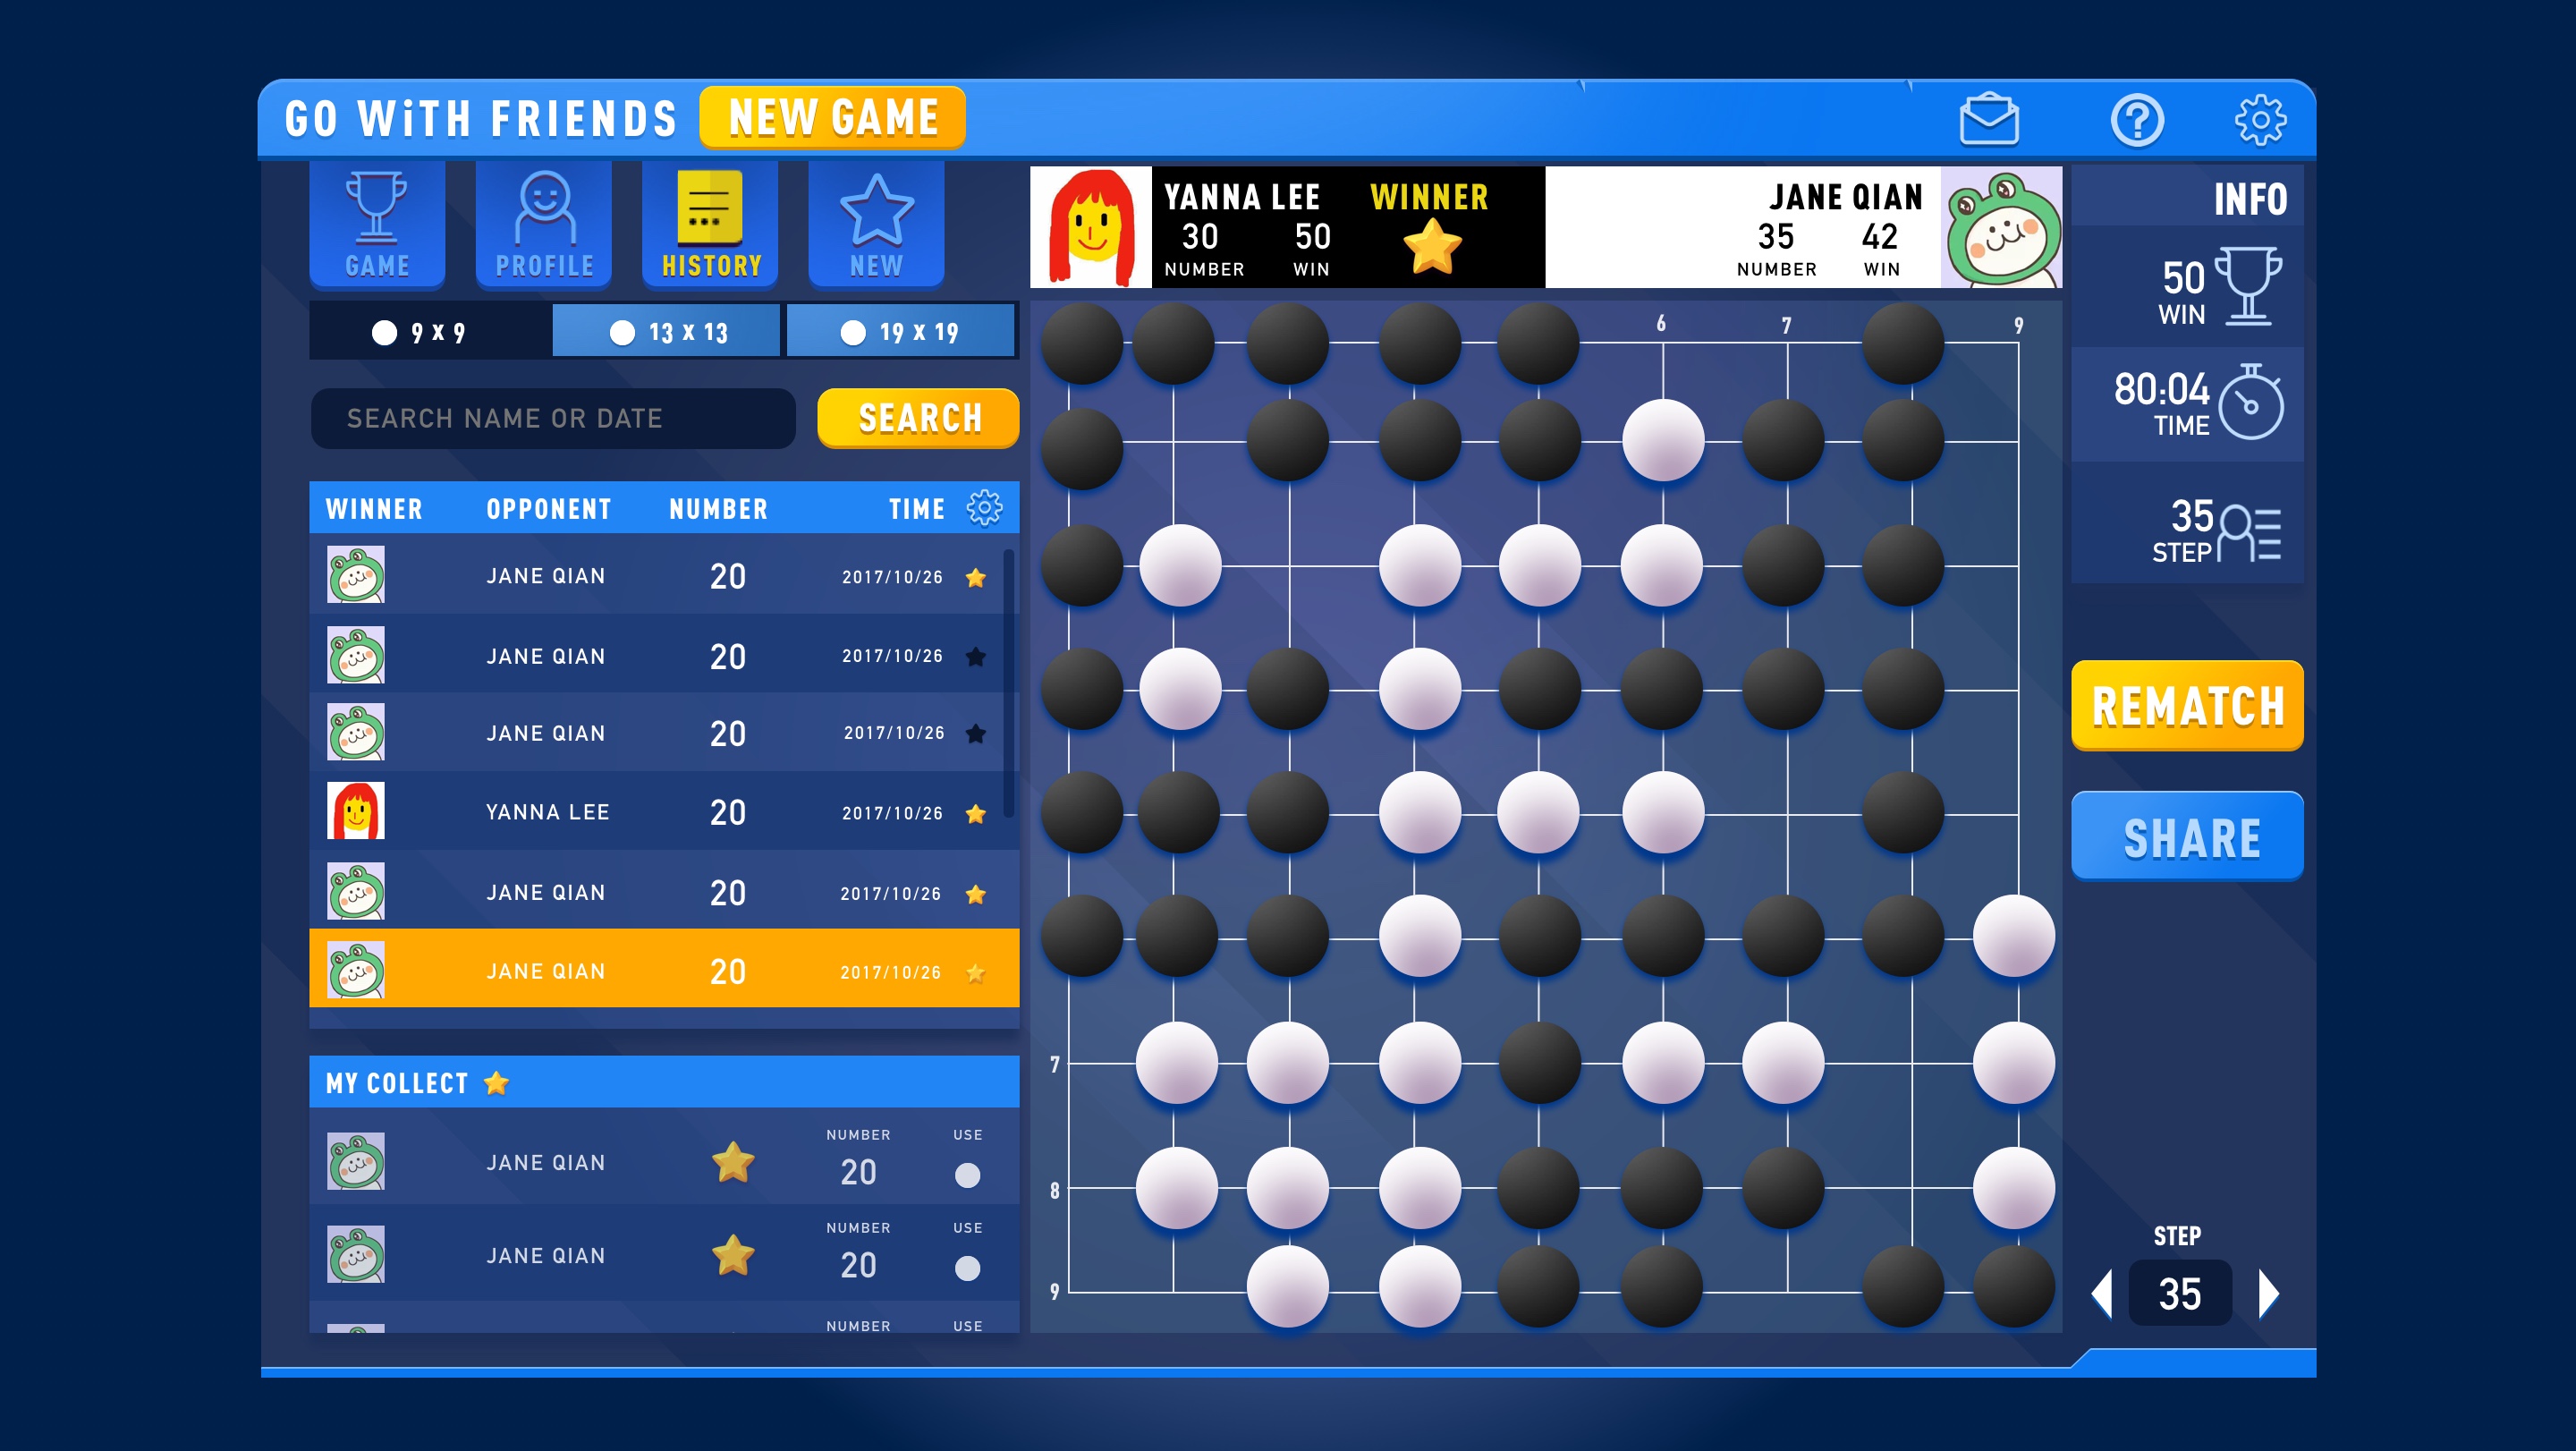 GO WiTH FRIENDS NEW GAME
GAME PROFILE HISTORY NEW
9 X 9 13 X 13 19 X 19
SEARCH NAME OR DATE SEARCH
WINNER OPPONENT NUMBER TIME
JANE QIAN 20 2017/10/26
JANE QIAN 20 2017/10/26
JANE QIAN 20 2017/10/26
YANNA LEE 20 2017/10/26
JANE QIAN 20 2017/10/26
JANE QIAN 20 2017/10/26
MY COLLECT
NUMBER USE
JANE QIAN 20
NUMBER USE
JANE QIAN 20
NUMBER USE
YANNA LEE WINNER
30 50
NUMBER WIN
JANE QIAN
35 42
NUMBER WIN
6 7 9
7
8
9
INFO
50
WIN
80:04
TIME
35
STEP
REMATCH
SHARE
STEP
35